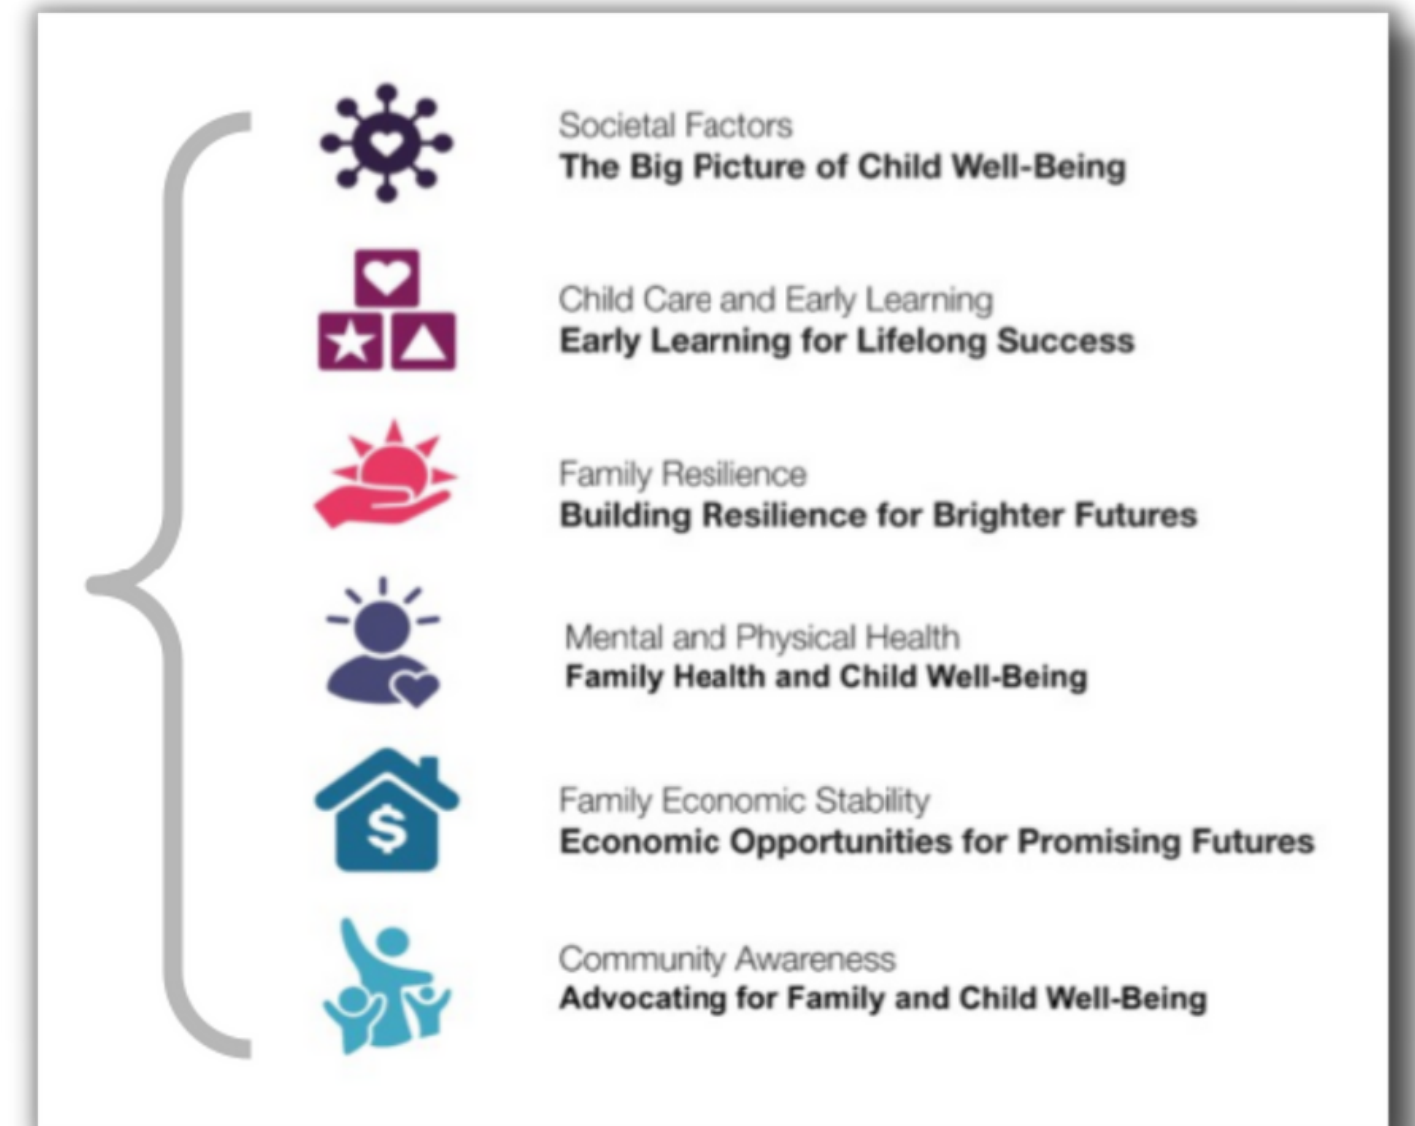 Societal Factors
The Big Picture of Child Well-Being
Child Care and Early Learning
Early Learning for Lifelong Success
Family Resilience
Building Resilience for Brighter Futures
Mental and Physical Health
Family Health and Child Well-Being
$
Family Economic Stability
Economic Opportunities for Promising Futures
Community Awareness
Advocating for Family and Child Well-Being